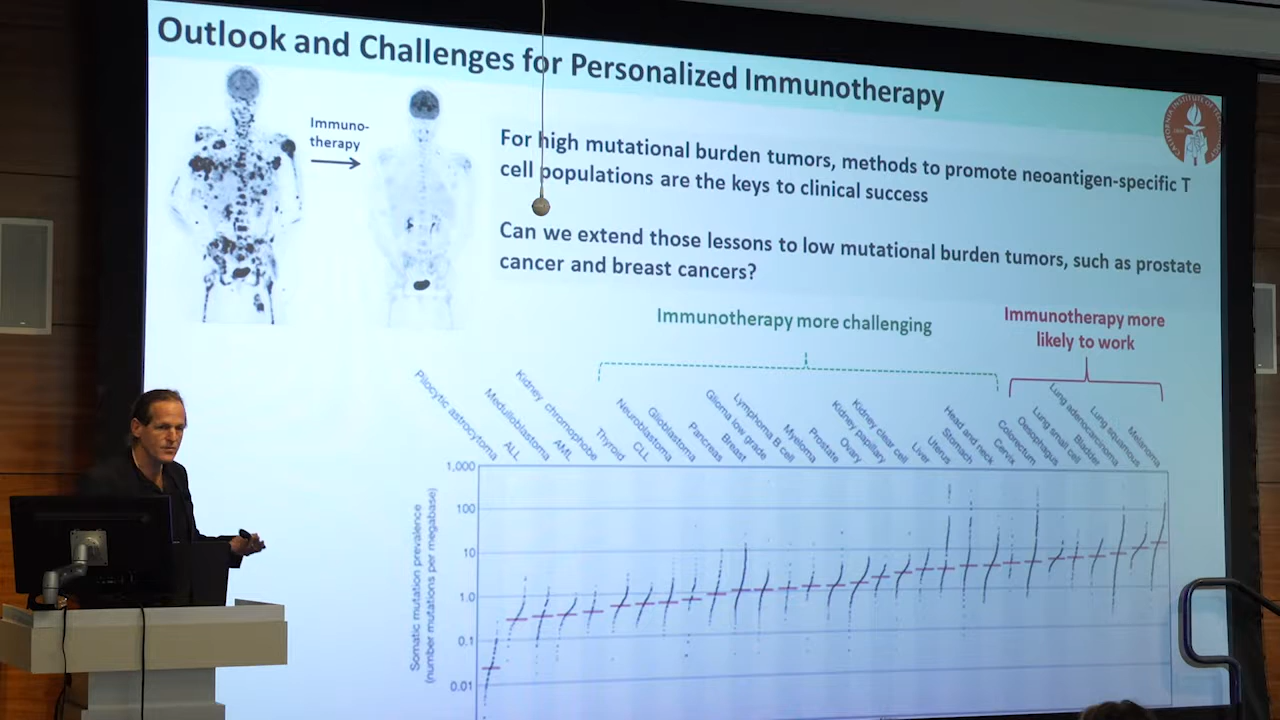 Outlook and Challenges for Personalized Immunotherapy
Immuno-
therapy
For high mutational burden tumors, methods to promote neoantigen-specific T
cell populations are the keys to clinical success
Can we extend those lessons to low mutational burden tumors, such as prostate
cancer and breast cancers?
Immunotherapy more challenging
Immunotherapy more
likely to work
Pilocytic astrocytoma
ALL
Medulloblastoma
AML
Kidney chromophobe
Thyroid
CLL
Neuroblastoma
Glioblastoma
Pancreas
Breast
Glioma low grade
Lymphoma B cell
Myeloma
Prostate
Ovary
Kidney papillary
Kidney clear cell
Liver
Uterus
Stomach
Head and neck
Cervix
Colorectum
Oesophagus
Lung small cell
Bladder
Lung adenocarcinoma
Lung squamous
Melanoma
Somatic mutation prevalence
(number mutations per megabase)
1,000
100
10
1.0
0.1
0.01